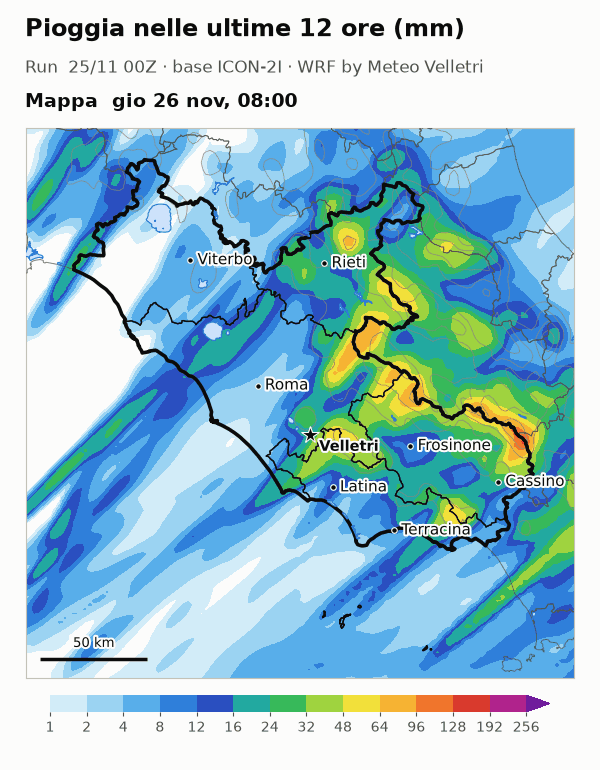 Pioggia nelle ultime 12 ore (mm)
Run 25/11 00Z · base ICON-2I · WRF by Meteo Velletri
Mappa gio 26 nov, 08:00
Viterbo
Rieti
Roma
Velletri
Frosinone
Latina
Cassino
Terracina
50 km
1 2 4 8 12 16 24 32 48 64 96 128 192 256